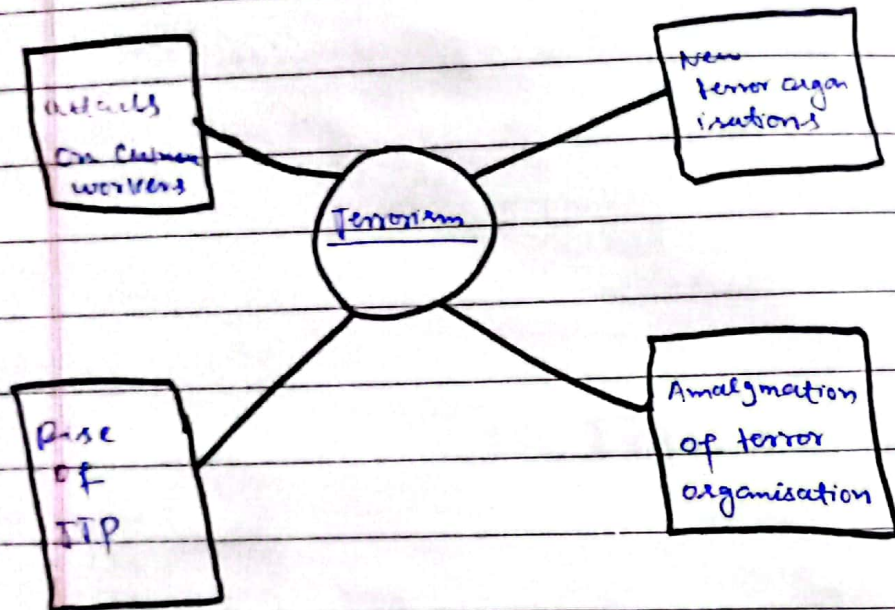 attacks
on Chinese
workers
New
terror organ
isations
Terrorism
Rise
of
TTP
Amalgmation
of terror
organisation